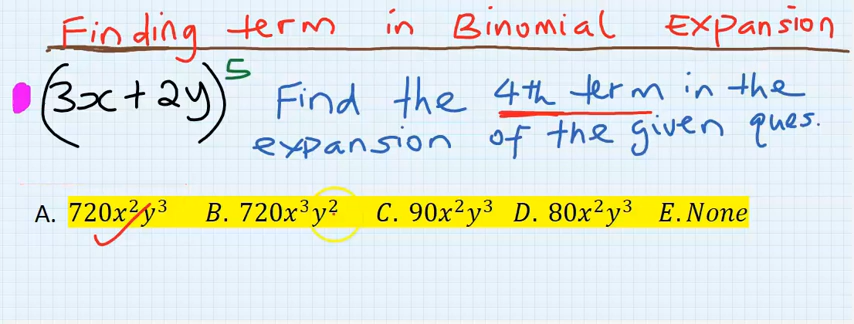 Finding term in Binomial Expansion
(3x + 2y)⁵ Find the 4th term in the
expansion of the given ques.
A. 720x²y³ B. 720x³y² C. 90x²y³ D. 80x²y³ E. None